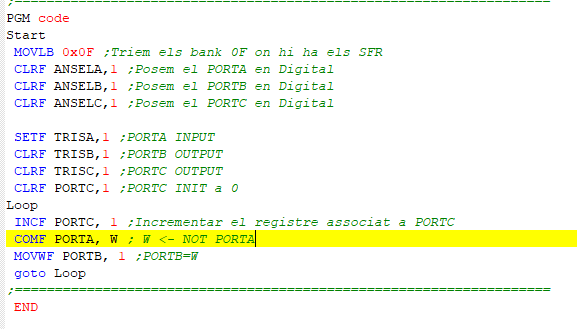 ;===================================================================
PGM code
Start
MOVLB 0x0F ;Triem els bank 0F on hi ha els SFR
CLRF ANSELA,1 ;Posem el PORTA en Digital
CLRF ANSELB,1 ;Posem el PORTB en Digital
CLRF ANSELC,1 ;Posem el PORTC en Digital
SETF TRISA,1 ;PORTA INPUT
CLRF TRISB,1 ;PORTB OUTPUT
CLRF TRISC,1 ;PORTC OUTPUT
CLRF PORTC,1 ;PORTC INIT a 0
Loop
INCF PORTC, 1 ;Incrementar el registre associat a PORTC
COMF PORTA, W ; W <- NOT PORTA
MOVWF PORTB, 1 ;PORTB=W
goto Loop
;===================================================================
END